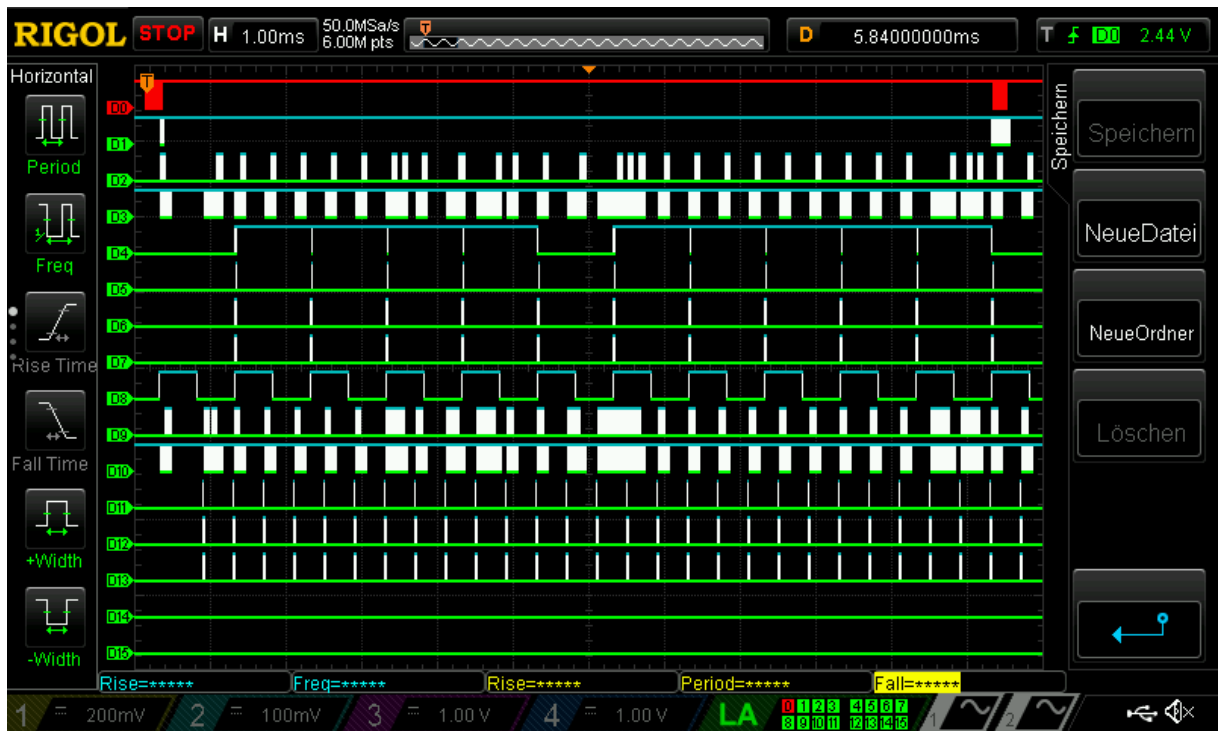 RIGOL STOP H 1.00ms 50.0MSa/s 6.00M pts T D 5.84000000ms T D0 2.44 V
Horizontal
Period
Freq
Rise Time
Fall Time
+Width
-Width
T
D0
D1
D2
D3
D4
D5
D6
D7
D8
D9
D10
D11
D12
D13
D14
D15
Speichern
Speichern
NeueDatei
NeueOrdner
Löschen
Rise=***** Freq=***** Rise=***** Period=***** Fall=*****
1 200mV 2 100mV 3 1.00 V 4 1.00 V LA 0 1 2 3 4 5 6 7 1 2
8 9 10 11 12 13 14 15